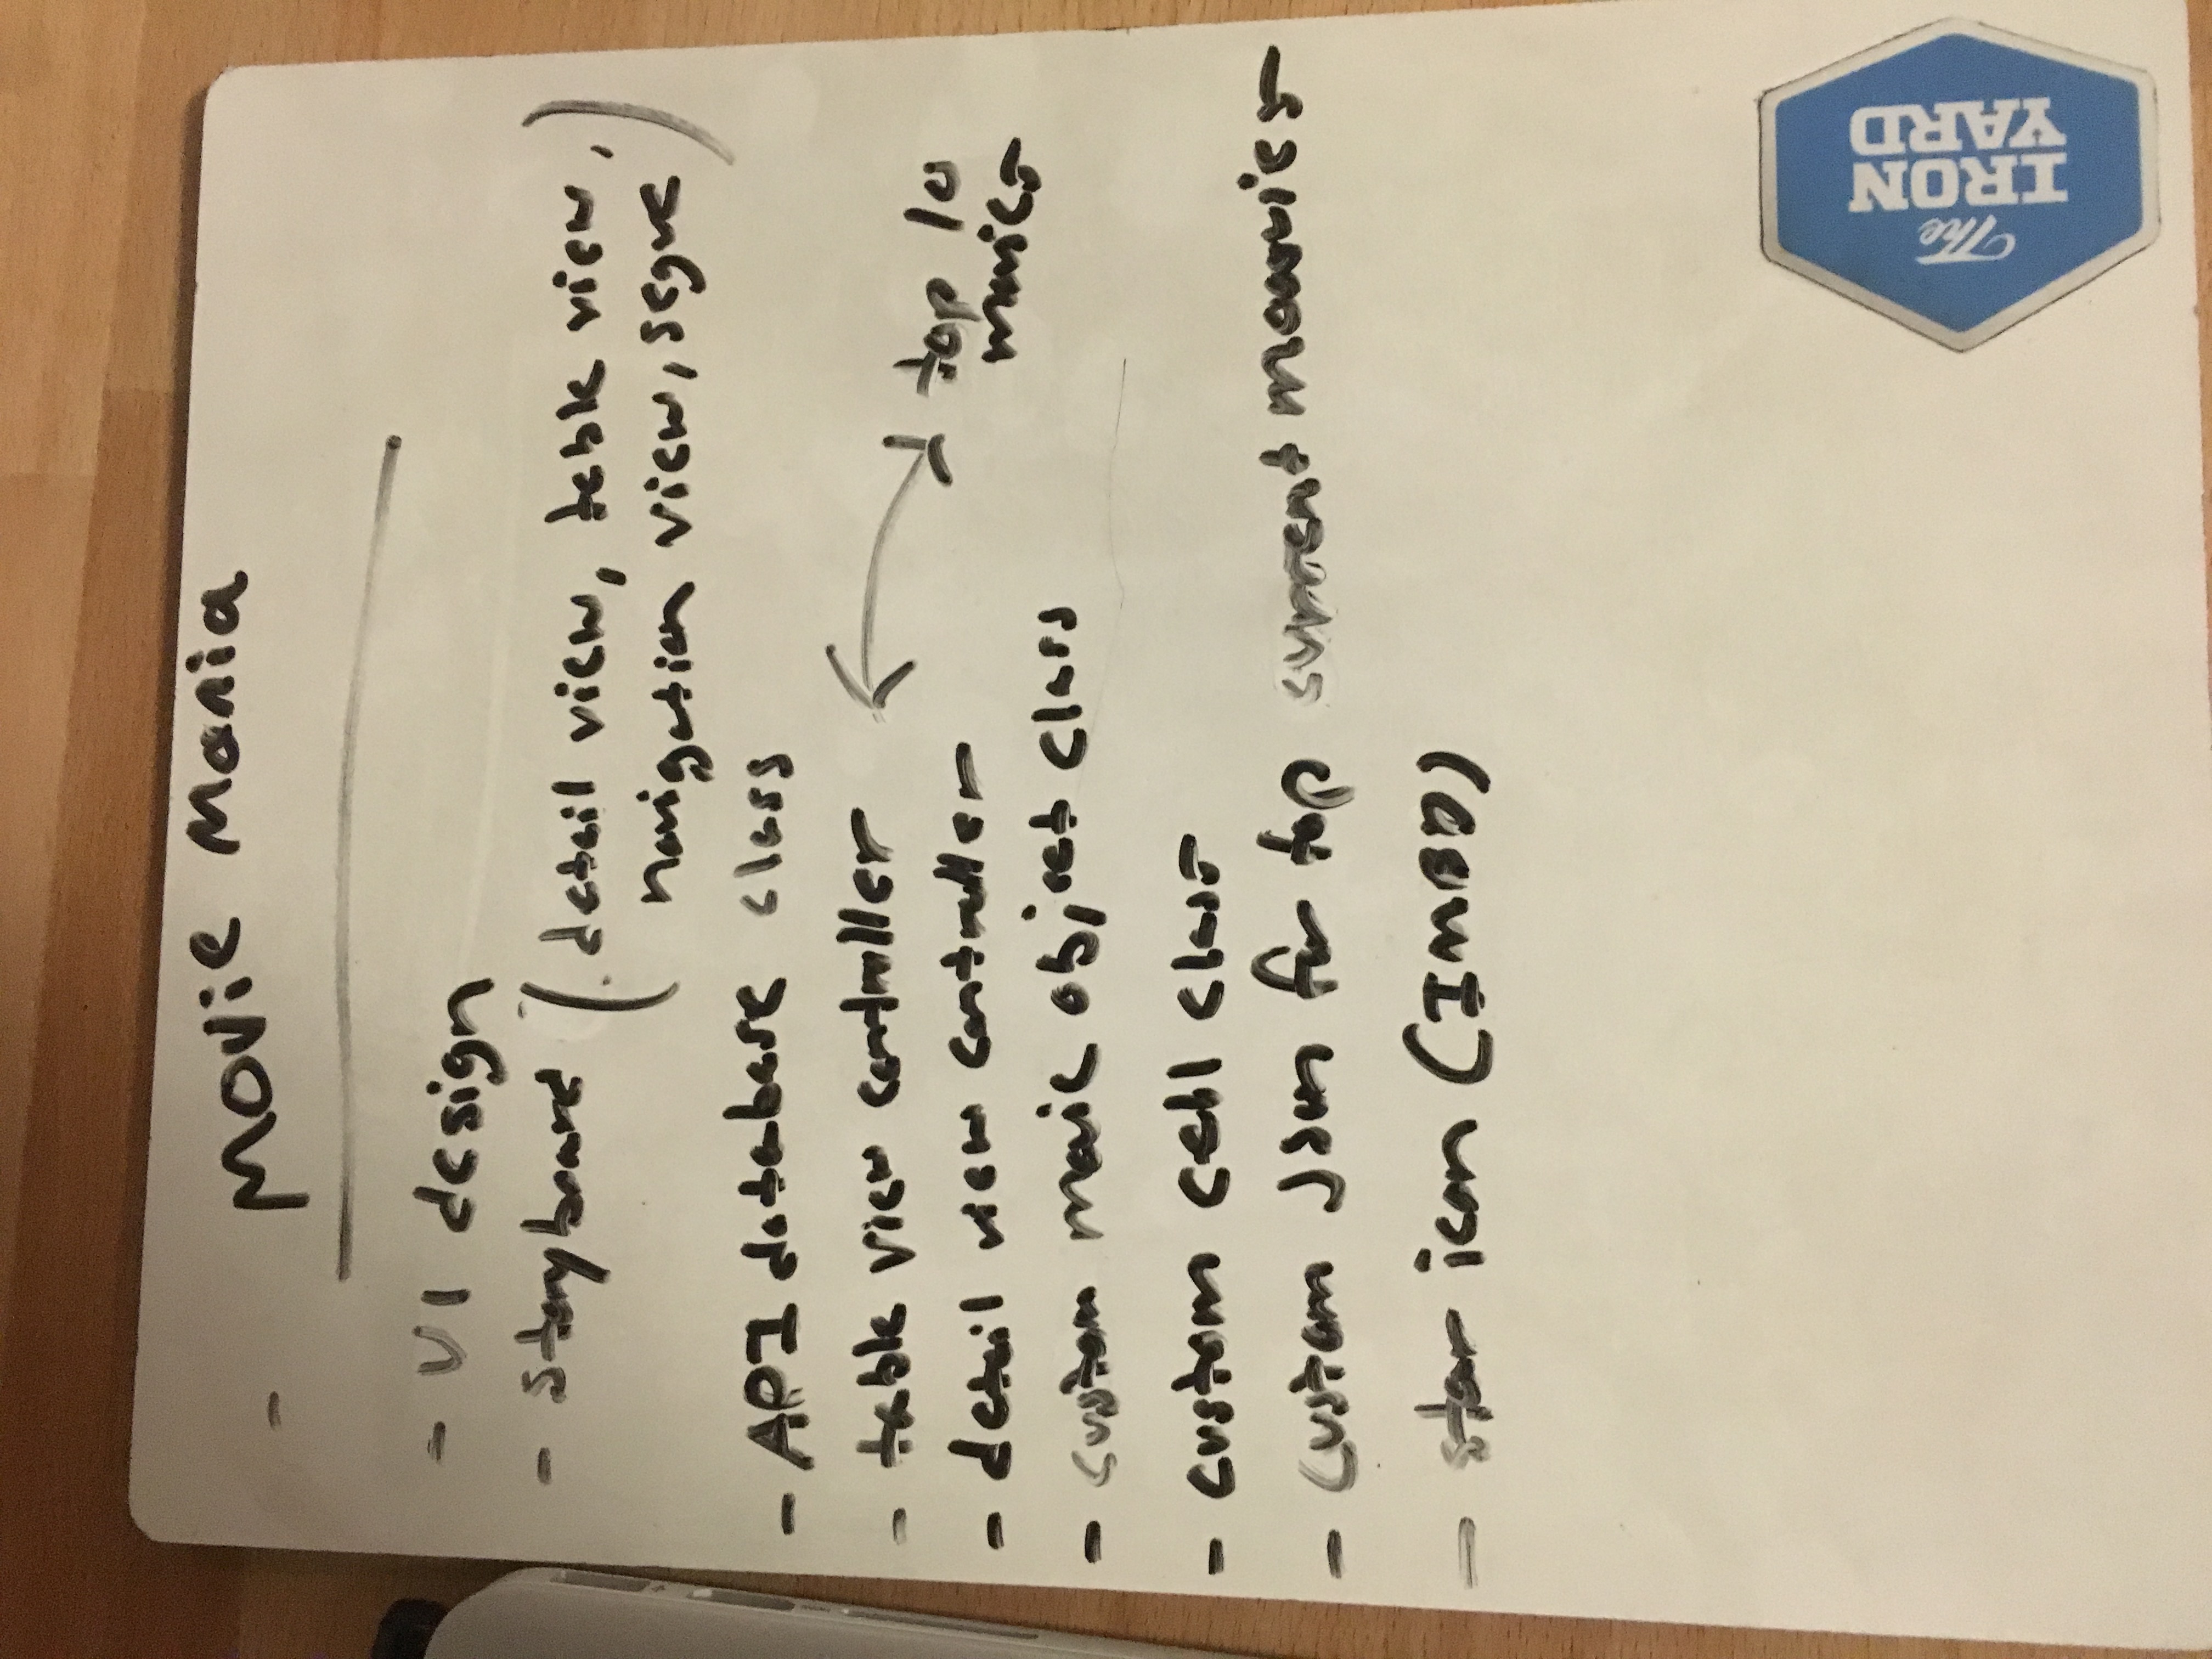 - Movie Mania
- UI design
- Storyboard (detail view, table view,
navigation view, segue)
- API database class
- table view controller
top 10
movies
- detail view controller
- custom movie object class
- custom cell class
- custom Json for top current moovies
- star icon (IMBD)
The
IRON
YARD